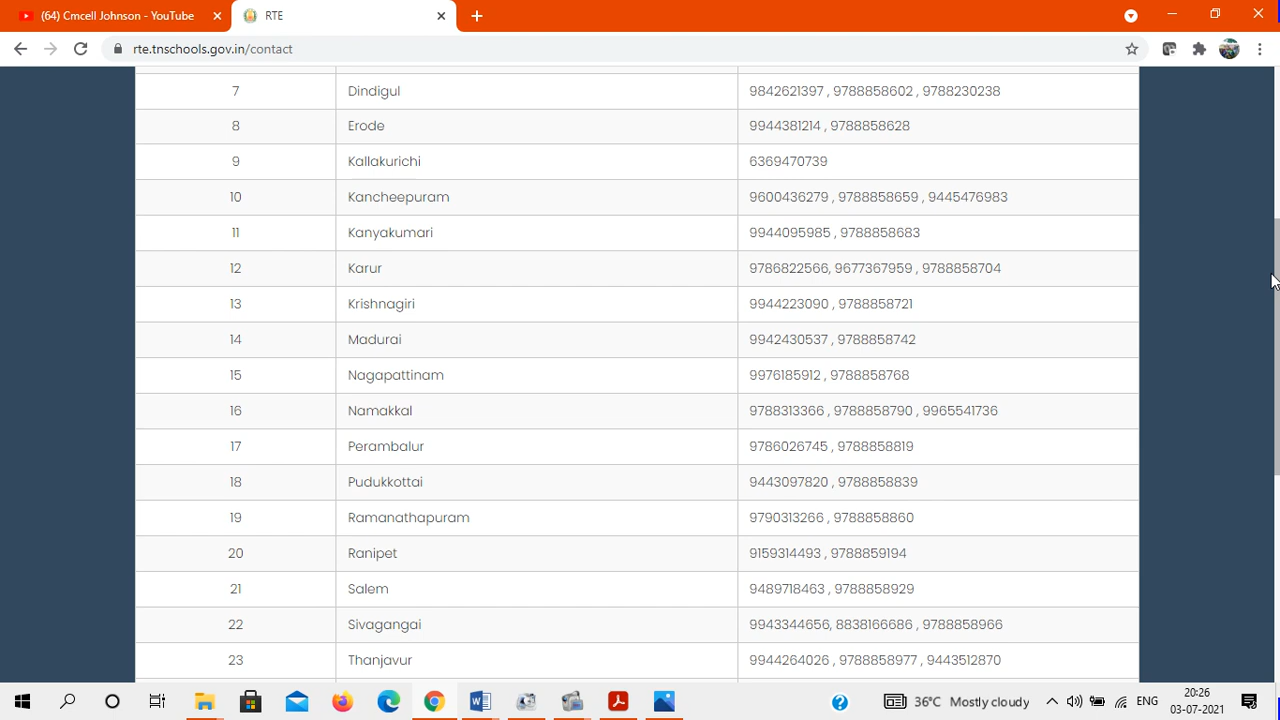 (64) Cmcell Johnson - YouTube
RTE
rte.tnschools.gov.in/contact
7 Dindigul 9842621397 , 9788858602 , 9788230238
8 Erode 9944381214 , 9788858628
9 Kallakurichi 6369470739
10 Kancheepuram 9600436279 , 9788858659 , 9445476983
11 Kanyakumari 9944095985 , 9788858683
12 Karur 9786822566, 9677367959 , 9788858704
13 Krishnagiri 9944223090 , 9788858721
14 Madurai 9942430537 , 9788858742
15 Nagapattinam 9976185912 , 9788858768
16 Namakkal 9788313366 , 9788858790 , 9965541736
17 Perambalur 9786026745 , 9788858819
18 Pudukkottai 9443097820 , 9788858839
19 Ramanathapuram 9790313266 , 9788858860
20 Ranipet 9159314493 , 9788859194
21 Salem 9489718463 , 9788858929
22 Sivagangai 9943344656, 8838166686 , 9788858966
23 Thanjavur 9944264026 , 9788858977 , 9443512870
36°C Mostly cloudy
ENG
20:26
03-07-2021